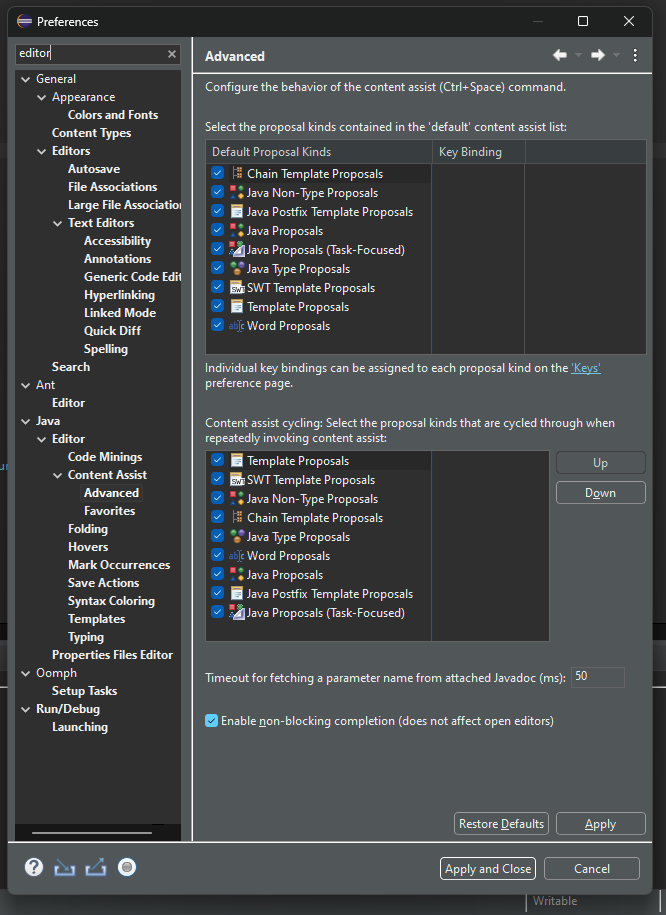 Preferences
editor
General
Appearance
Colors and Fonts
Content Types
Editors
Autosave
File Associations
Large File Association
Text Editors
Accessibility
Annotations
Generic Code Edit
Hyperlinking
Linked Mode
Quick Diff
Spelling
Search
Ant
Editor
Java
Editor
Code Minings
Content Assist
Advanced
Favorites
Folding
Hovers
Mark Occurrences
Save Actions
Syntax Coloring
Templates
Typing
Properties Files Editor
Oomph
Setup Tasks
Run/Debug
Launching
Advanced
Configure the behavior of the content assist (Ctrl+Space) command.
Select the proposal kinds contained in the 'default' content assist list:
Default Proposal Kinds Key Binding
Chain Template Proposals
Java Non-Type Proposals
Java Postfix Template Proposals
Java Proposals
Java Proposals (Task-Focused)
Java Type Proposals
SWT SWT Template Proposals
Template Proposals
ab|c Word Proposals
Individual key bindings can be assigned to each proposal kind on the 'Keys'
preference page.
Content assist cycling: Select the proposal kinds that are cycled through when
repeatedly invoking content assist:
Template Proposals
SWT SWT Template Proposals
Java Non-Type Proposals
Chain Template Proposals
Java Type Proposals
ab|c Word Proposals
Java Proposals
Java Postfix Template Proposals
Java Proposals (Task-Focused)
Up
Down
Timeout for fetching a parameter name from attached Javadoc (ms): 50
Enable non-blocking completion (does not affect open editors)
Restore Defaults Apply
? Apply and Close Cancel
Writable